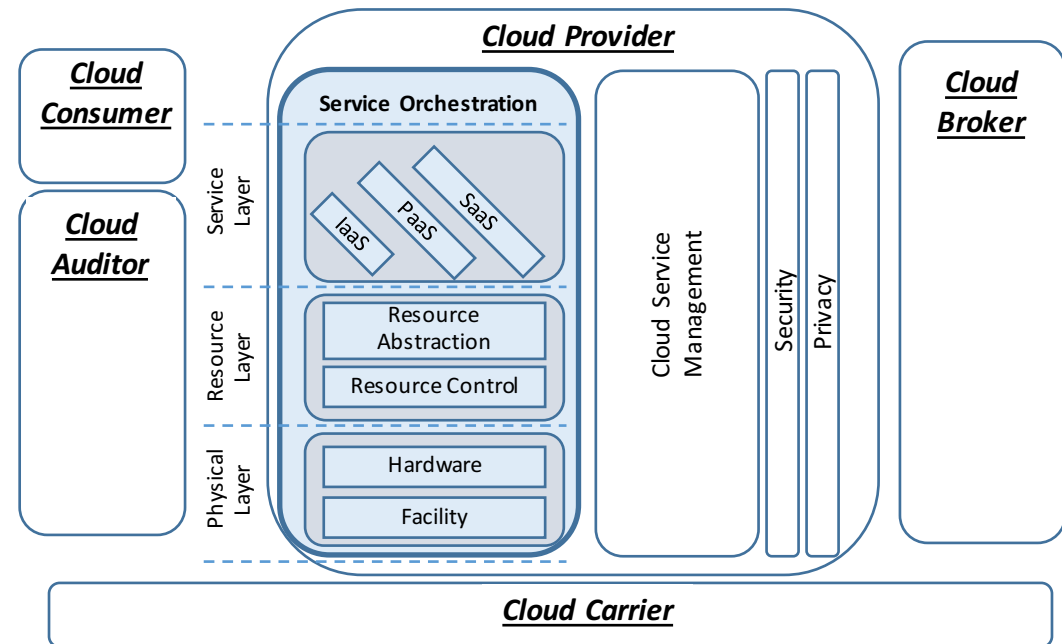 Cloud Provider
Cloud
Consumer
Cloud
Auditor
Service Orchestration
Service
Layer
IaaS
PaaS
SaaS
Resource
Layer
Resource
Abstraction
Resource Control
Physical
Layer
Hardware
Facility
Cloud Service
Management
Security
Privacy
Cloud
Broker
Cloud Carrier